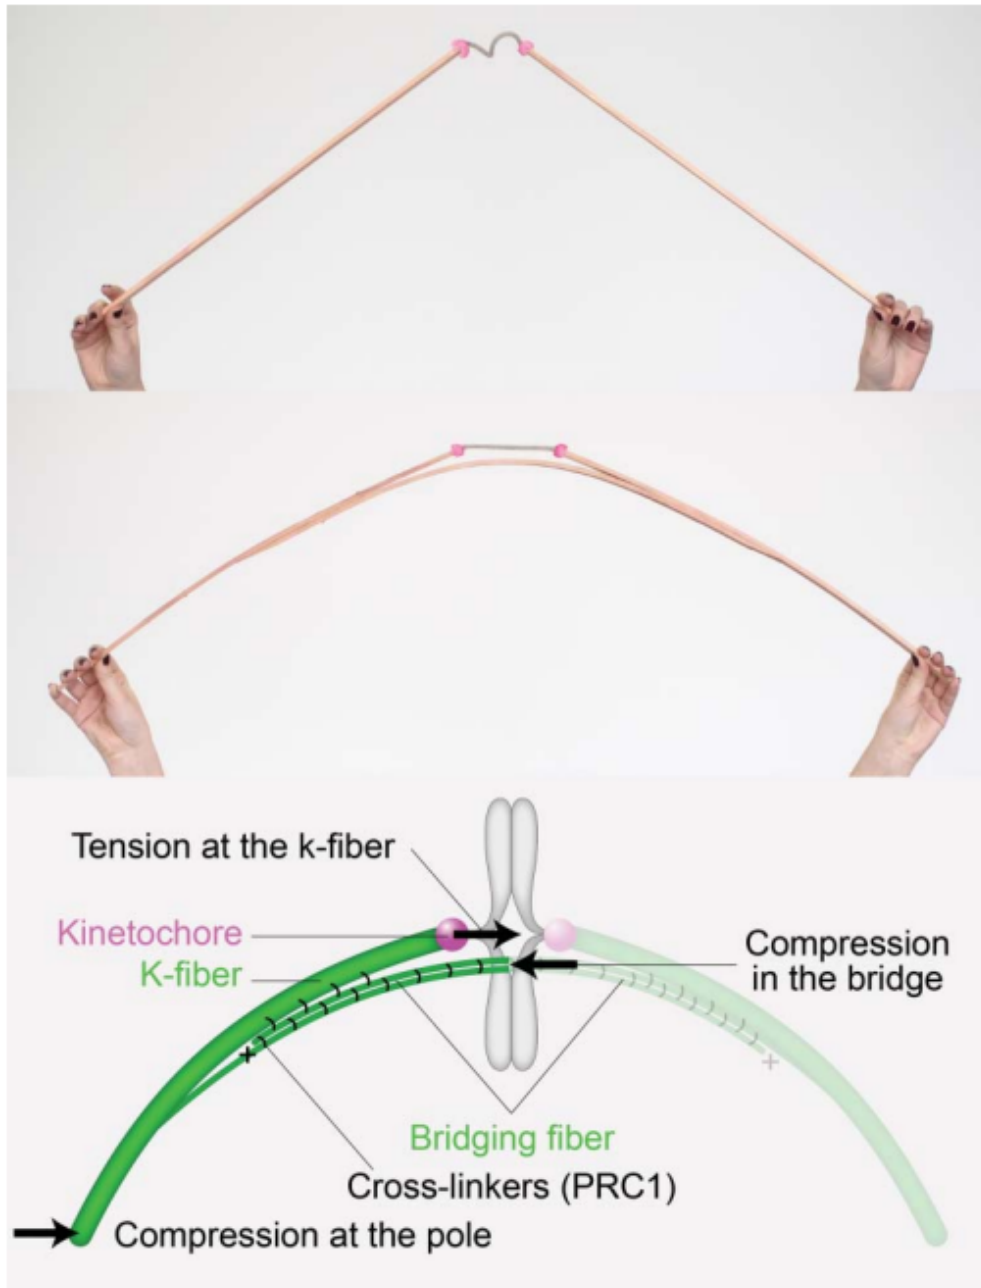 Tension at the k-fiber
Kinetochore
K-fiber
Compression
in the bridge
Bridging fiber
Cross-linkers (PRC1)
Compression at the pole